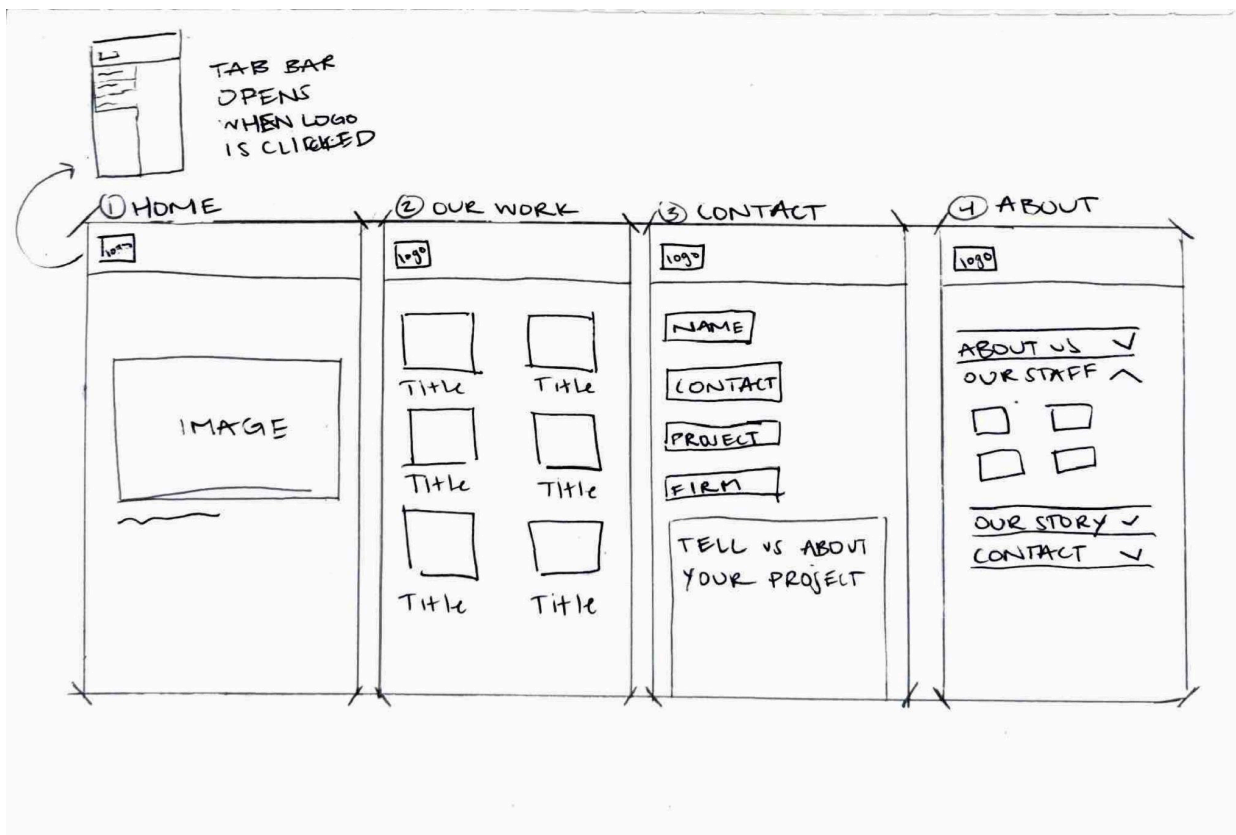 TAB BAR
OPENS
WHEN LOGO
IS CLICKED
① HOME
② OUR WORK
③ CONTACT
④ ABOUT
logo
logo
logo
logo
IMAGE
Title Title
Title Title
Title Title
NAME
CONTACT
PROJECT
FIRM
TELL US ABOUT
YOUR PROJECT
ABOUT US
OUR STAFF
OUR STORY
CONTACT